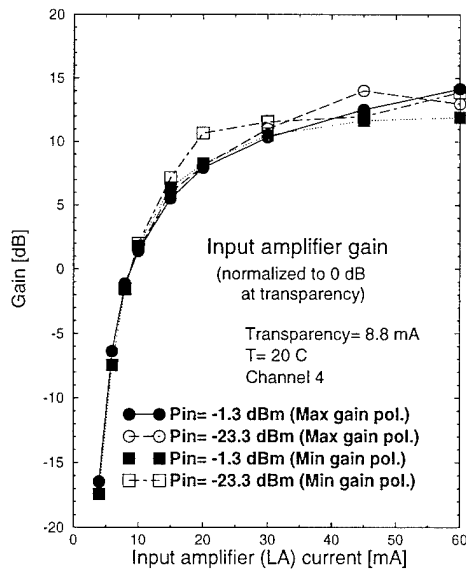 20
15
10
5
0
-5
-10
-15
-20
Gain [dB]
Input amplifier gain
(normalized to 0 dB
at transparency)
Transparency= 8.8 mA
T= 20 C
Channel 4
Pin= -1.3 dBm (Max gain pol.)
Pin= -23.3 dBm (Max gain pol.)
Pin= -1.3 dBm (Min gain pol.)
Pin= -23.3 dBm (Min gain pol.)
0 10 20 30 40 50 60
Input amplifier (LA) current [mA]